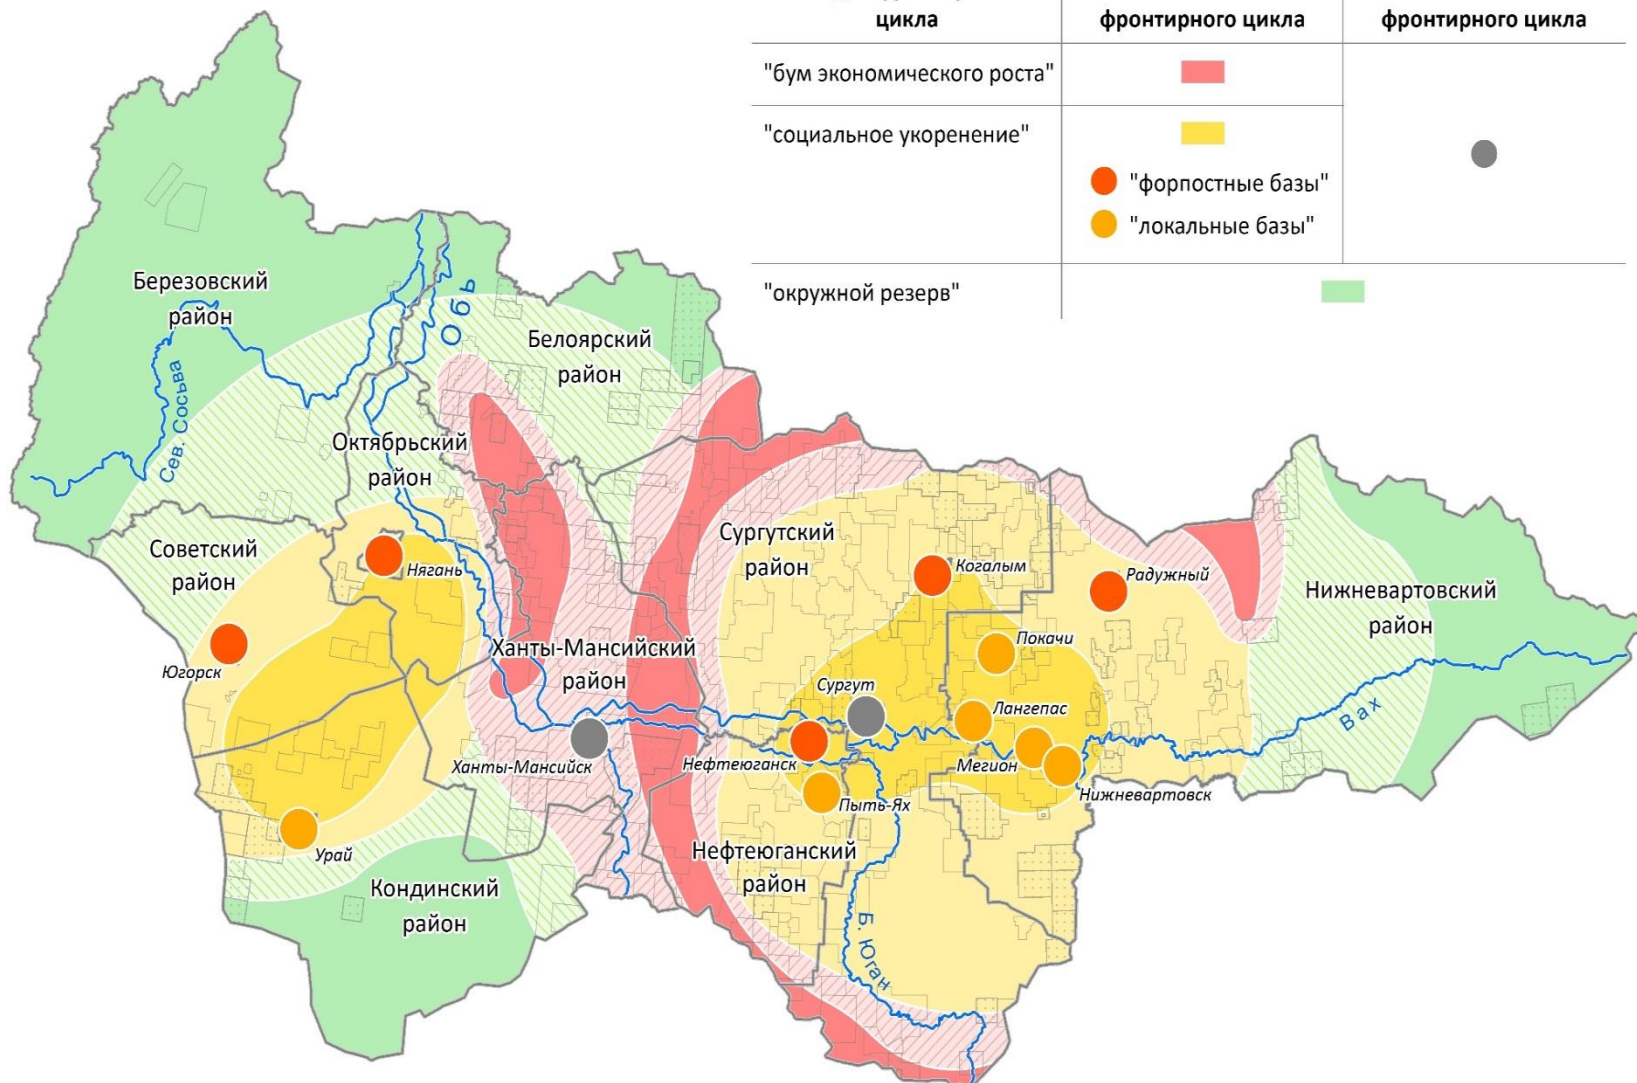 цикла
фронтирного цикла
фронтирного цикла
"бум экономического роста"
"социальное укоренение"
"форпостные базы"
"локальные базы"
"окружной резерв"
Березовский
район
Обь
Белоярский
район
Сев. Сосьва
Октябрьский
район
Советский
район
Нягань
Сургутский
район
Когалым
Радужный
Нижневартовский
район
Югорск
Ханты-Мансийский
район
Покачи
Сургут
Лангепас
Вах
Ханты-Мансийск
Нефтеюганск
Мегион
Пыть-Ях
Нижневартовск
Урай
Нефтеюганский
район
Кондинский
район
Б. Юган